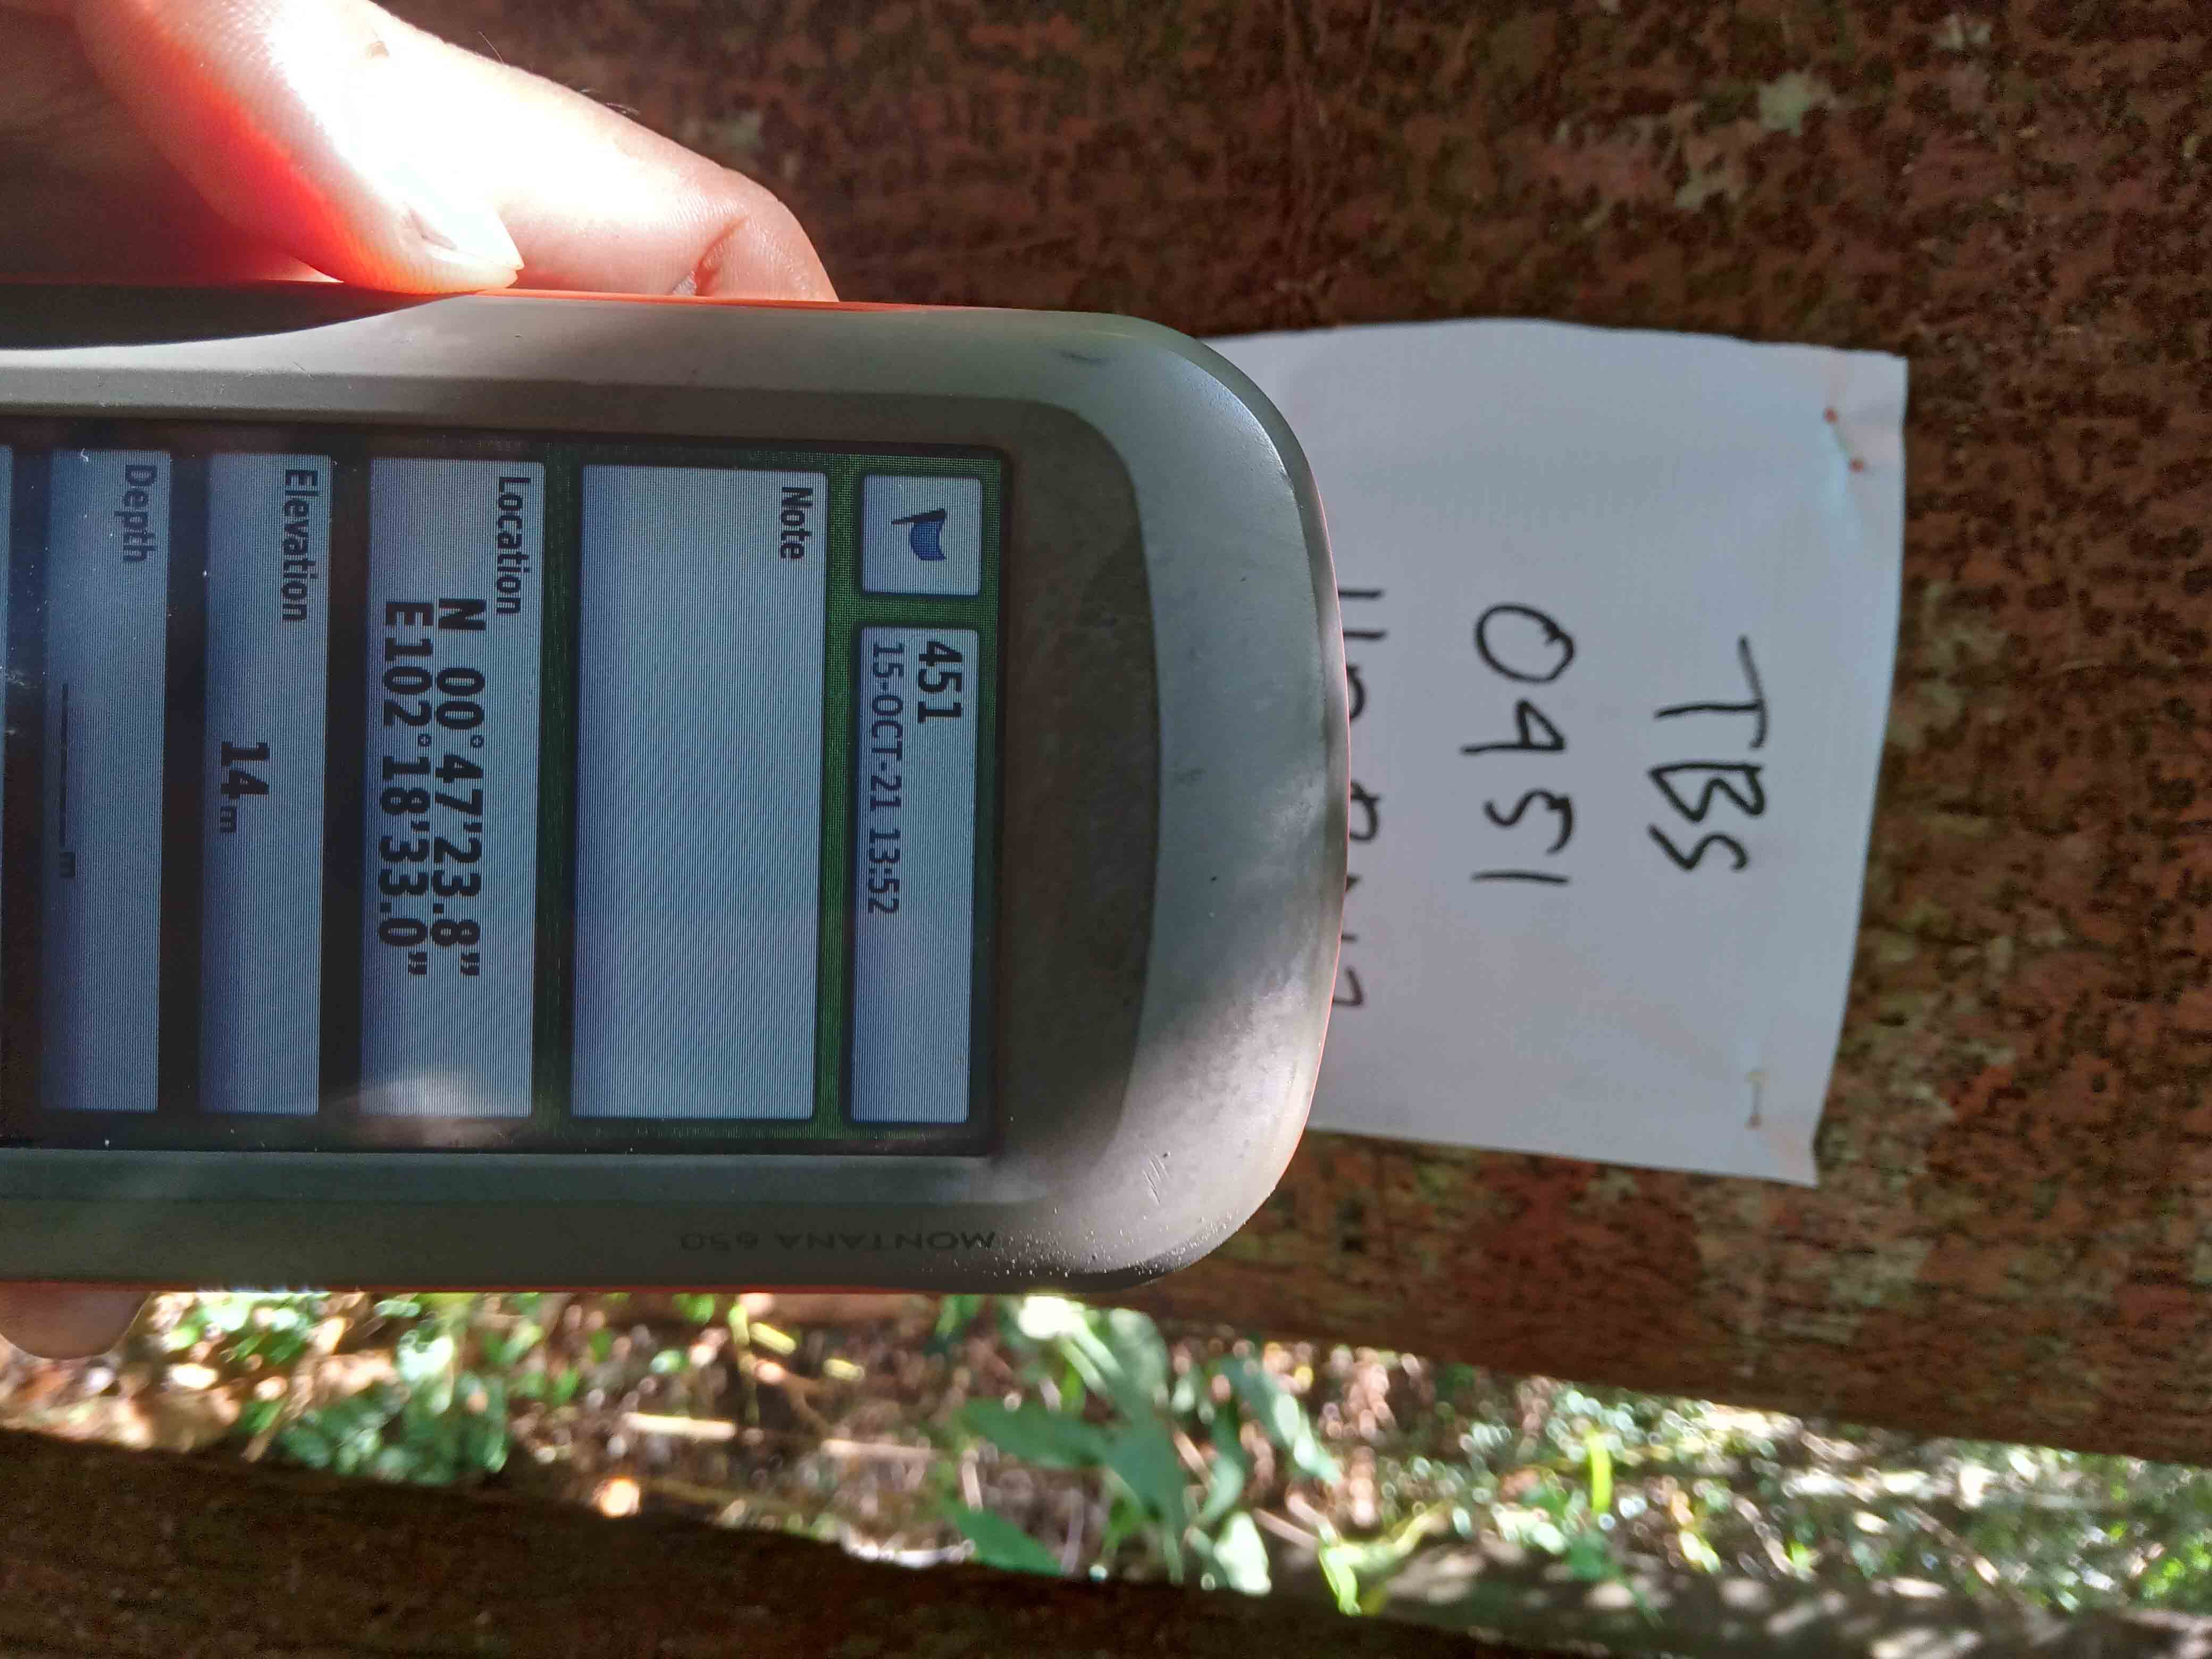 TBS
0451
451
15-OCT-21 13:52
Note
Location
N 00°47'23.8"
E102°18'33.0"
Elevation
14m
Depth
m
MONTANA 650